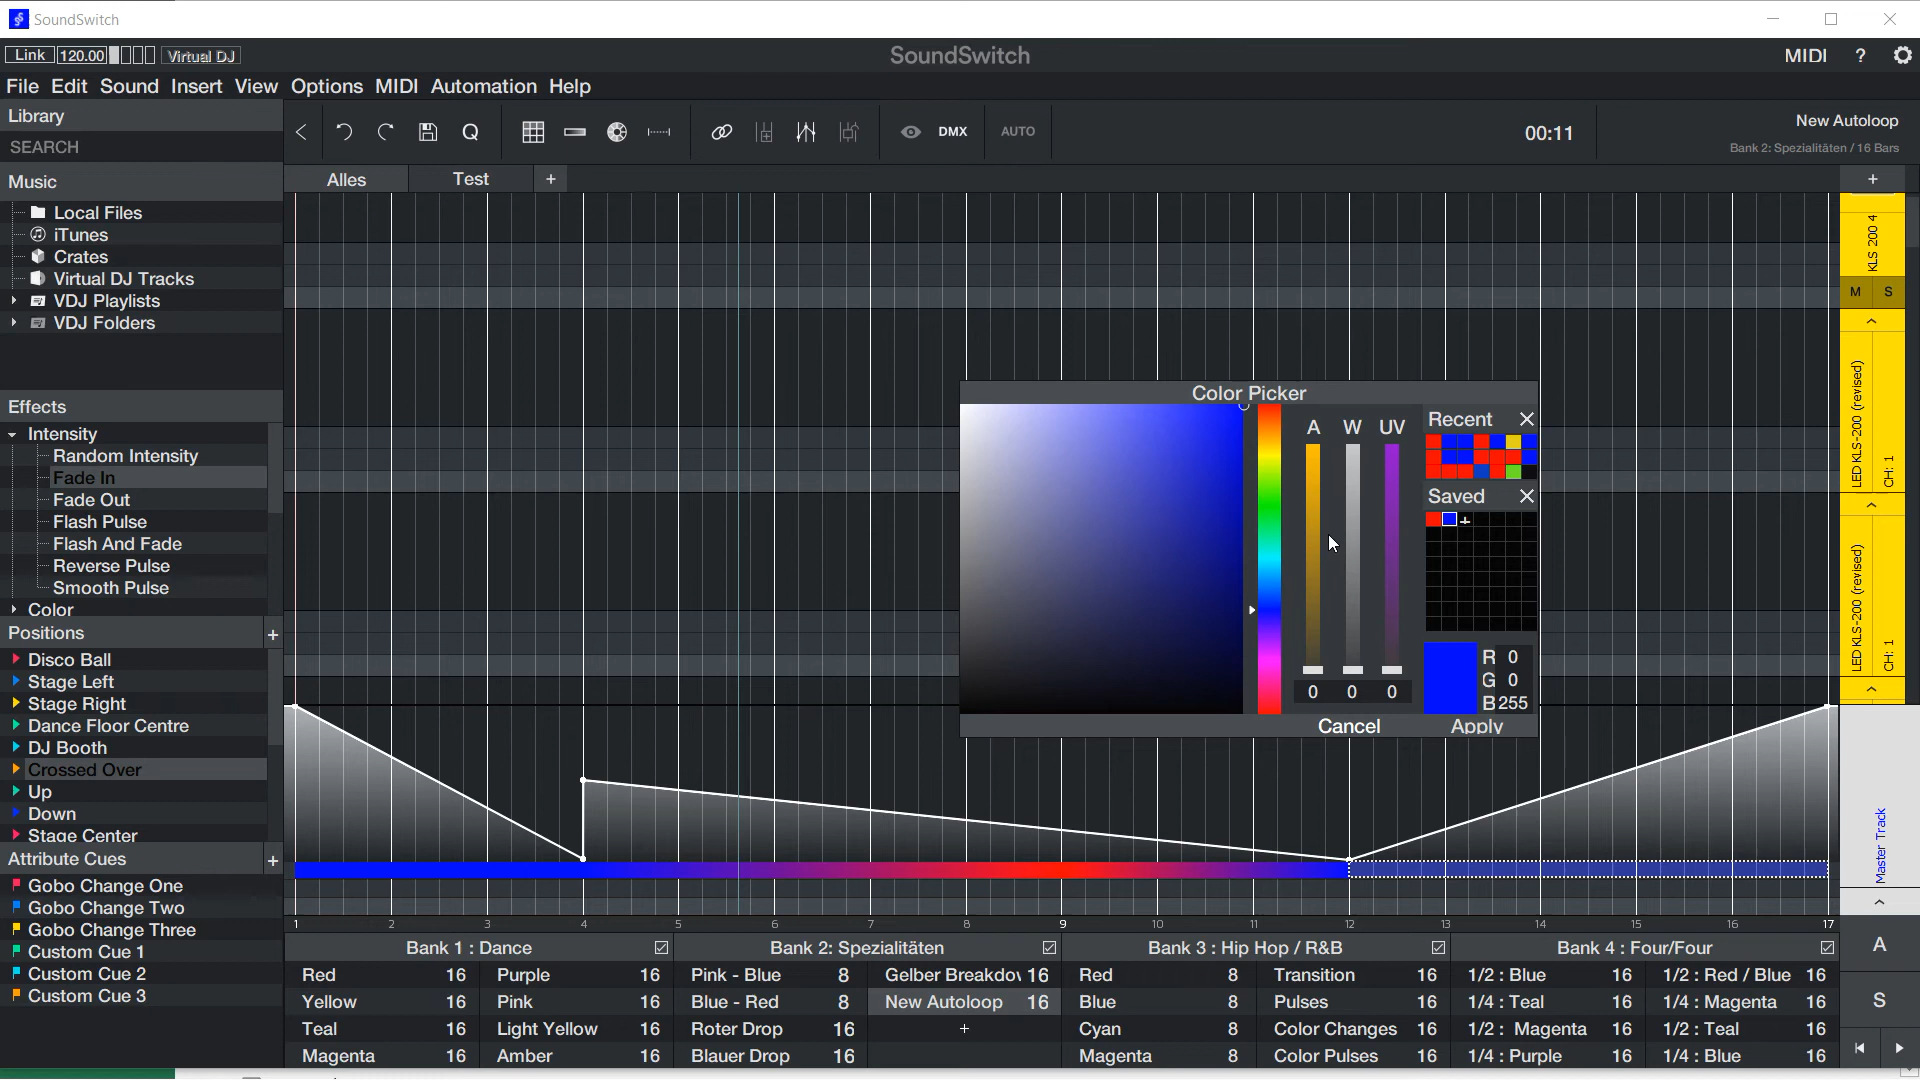 SoundSwitch
Link 120.00 Virtual DJ
SoundSwitch
MIDI ?
File Edit Sound Insert View Options MIDI Automation Help
Library
SEARCH
Q
DMX
AUTO
00:11
New Autoloop
Bank 2: Spezialitäten / 16 Bars
Alles Test + +
Music
Local Files
iTunes
Crates
Virtual DJ Tracks
VDJ Playlists
VDJ Folders
Effects
Intensity
Random Intensity
Fade In
Fade Out
Flash Pulse
Flash And Fade
Reverse Pulse
Smooth Pulse
Color
Positions +
Disco Ball
Stage Left
Stage Right
Dance Floor Centre
DJ Booth
Crossed Over
Up
Down
Stage Center
Attribute Cues +
Gobo Change One
Gobo Change Two
Gobo Change Three
Custom Cue 1
Custom Cue 2
Custom Cue 3
Color Picker
A W UV
Recent
Saved
R 0
G 0
B 255
0 0 0
Cancel Apply
KLS 200 4
M S
LED KLS-200 (revised)
CH: 1
LED KLS-200 (revised)
CH: 1
Master Track
1 2 3 4 5 6 7 8 9 10 11 12 13 14 15 16 17
Bank 1 : Dance Bank 2: Spezialitäten Bank 3 : Hip Hop / R&B Bank 4 : Four/Four A
Red 16 Purple 16 Pink - Blue 8 Gelber Breakdov 16 Red 8 Transition 16 1/2 : Blue 16 1/2 : Red / Blue 16
Yellow 16 Pink 16 Blue - Red 8 New Autoloop 16 Blue 8 Pulses 16 1/4 : Teal 16 1/4 : Magenta 16 S
Teal 16 Light Yellow 16 Roter Drop 16 + Cyan 8 Color Changes 16 1/2 : Magenta 16 1/2 : Teal 16
Magenta 16 Amber 16 Blauer Drop 16 Magenta 8 Color Pulses 16 1/4 : Purple 16 1/4 : Blue 16